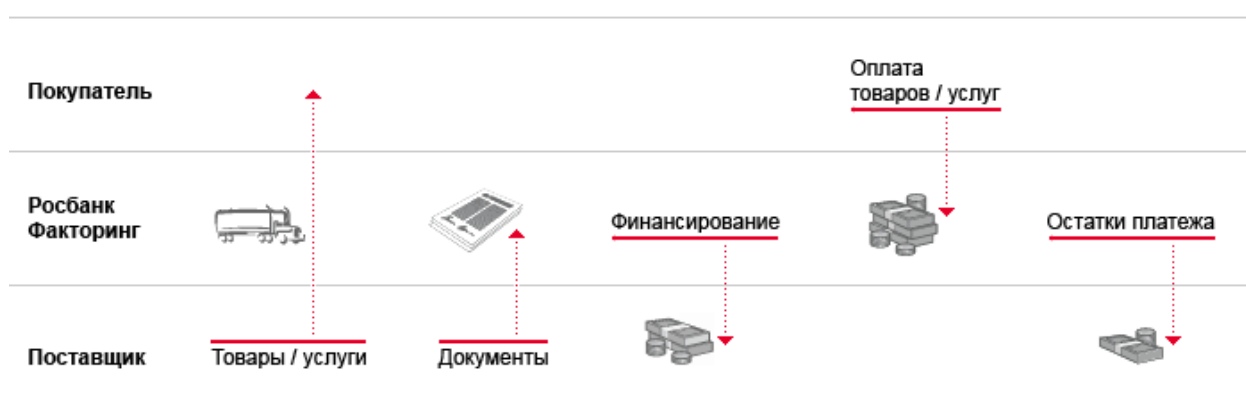 Оплата
товаров / услуг
Покупатель
Росбанк
Факторинг
Финансирование
Остатки платежа
Поставщик
Товары / услуги
Документы